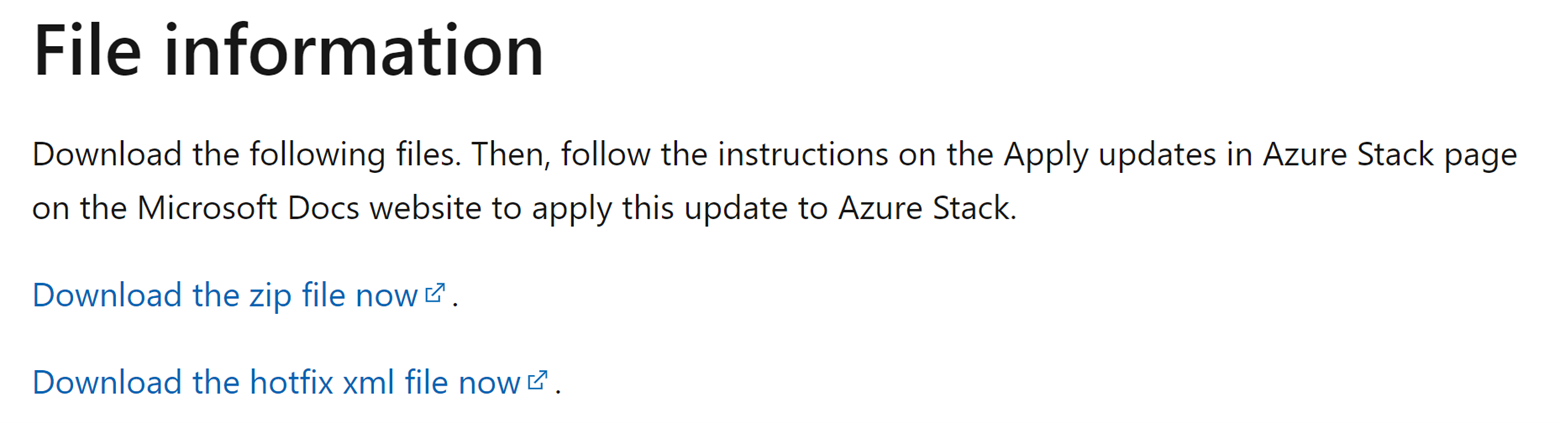 File information
Download the following files. Then, follow the instructions on the Apply updates in Azure Stack page
on the Microsoft Docs website to apply this update to Azure Stack.
Download the zip file now .
Download the hotfix xml file now .